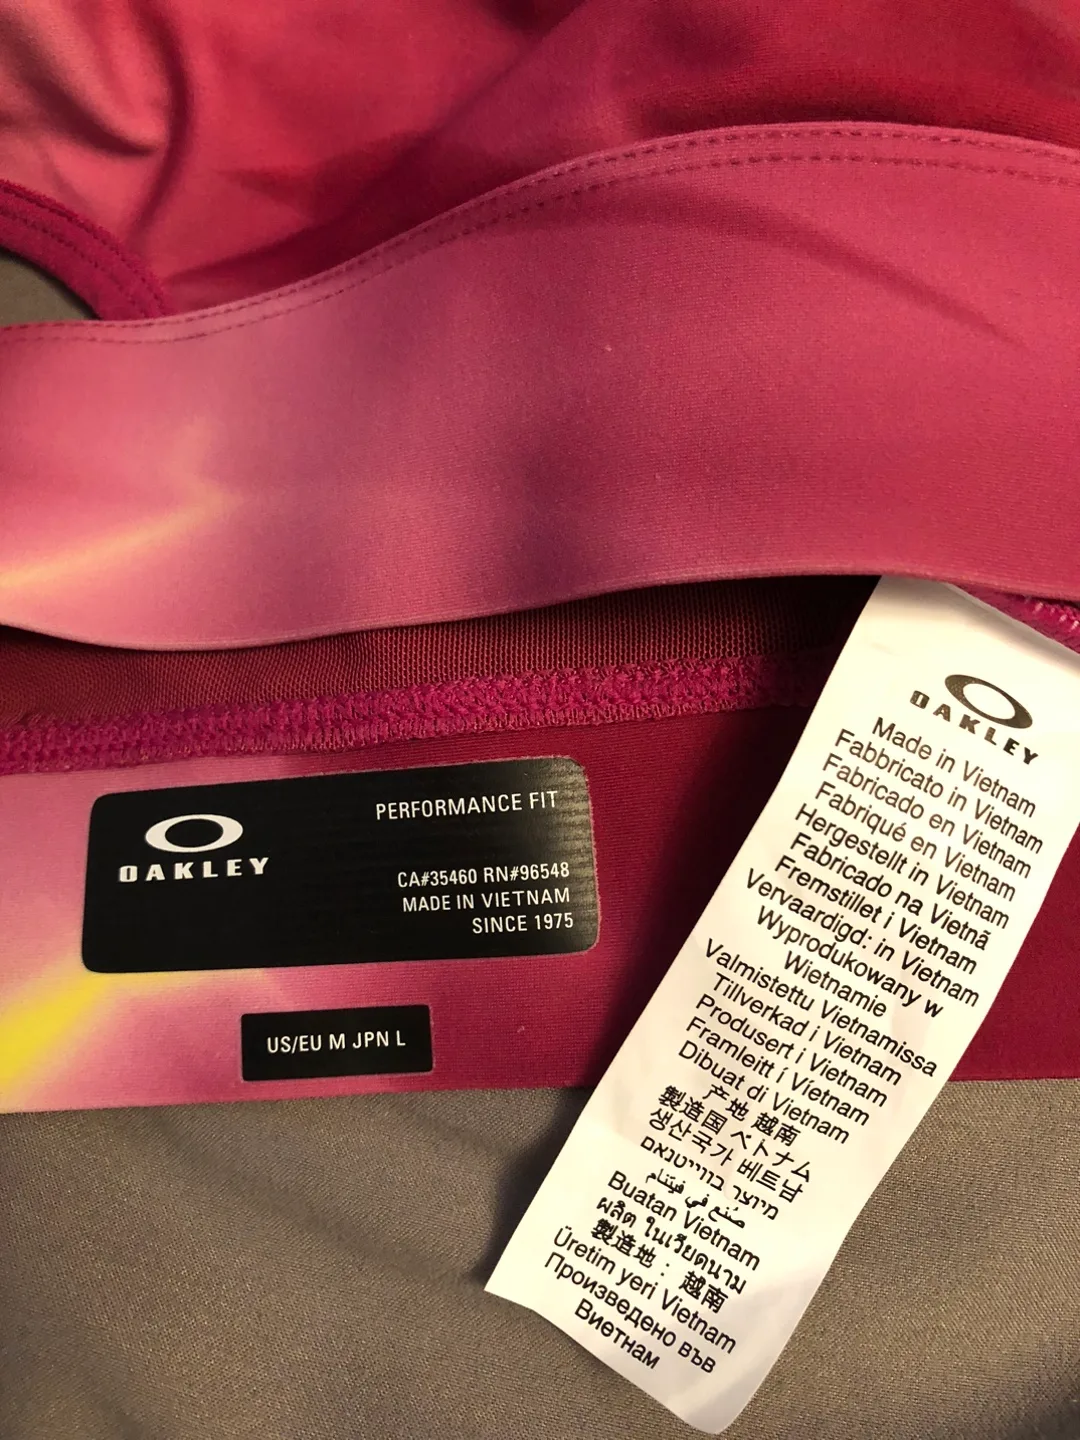 OAKLEY
PERFORMANCE FIT
CA#35460 RN#96548
MADE IN VIETNAM
SINCE 1975
US/EU M JPN L
OAKLEY
Made in Vietnam
Fabbricato in Vietnam
Fabricado en Vietnam
Fabriqué en Vietnam
Hergestellt in Vietnam
Fabricado na Vietnã
Fremstillet i Vietnam
Vervaardigd: in Vietnam
Wyprodukowany w
Wietnamie
Valmistettu Vietnamissa
Tillverkad i Vietnam
Produsert i Vietnam
Framleitt í Vietnam
Dibuat di Vietnam
产地 越南
製造国 ベトナム
생산국가 베트남
מיוצר בווייטנאם
صُنع في فيتنام
Buatan Vietnam
ผลิต ในเวียดนาม
製造地：越南
Üretim yeri Vietnam
Произведено във
Виетнам